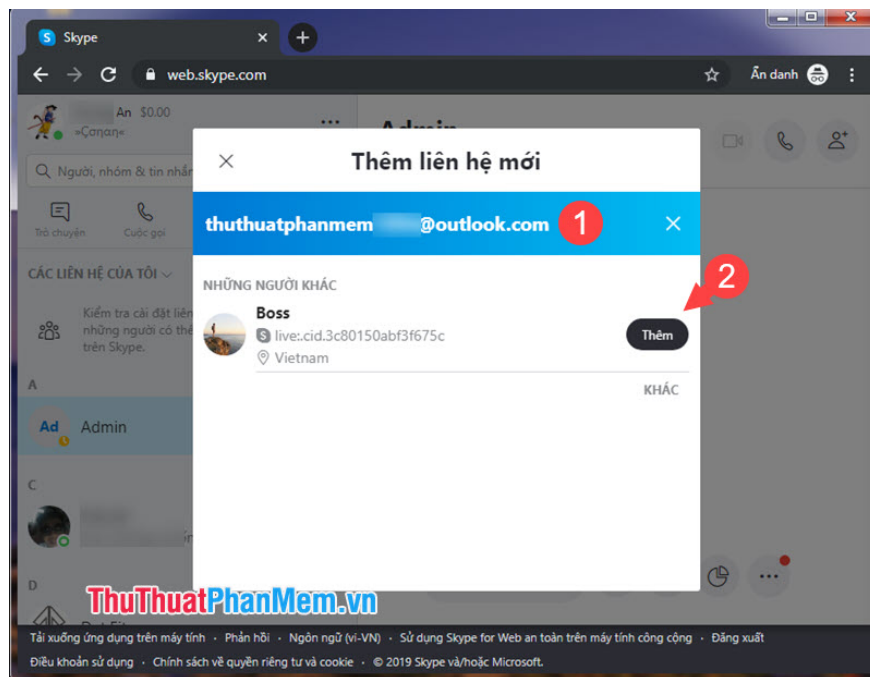 Skype
web.skype.com
Ẩn danh
An $0.00
»Çαηαη«
Admin
Người, nhóm & tin nhắn
Trò chuyện
Cuộc gọi
CÁC LIÊN HỆ CỦA TÔI
Kiểm tra cài đặt liên
những người có thể
trên Skype.
A
Ad
Admin
C
D
Thêm liên hệ mới
thuthuatphanmem @outlook.com
1
NHỮNG NGƯỜI KHÁC
2
Boss
live:.cid.3c80150abf3f675c
Vietnam
Thêm
KHÁC
ThuThuatPhanMem.vn
Tải xuống ứng dụng trên máy tính · Phản hồi · Ngôn ngữ (vi-VN) · Sử dụng Skype for Web an toàn trên máy tính công cộng · Đăng xuất
Điều khoản sử dụng · Chính sách về quyền riêng tư và cookie · © 2019 Skype và/hoặc Microsoft.